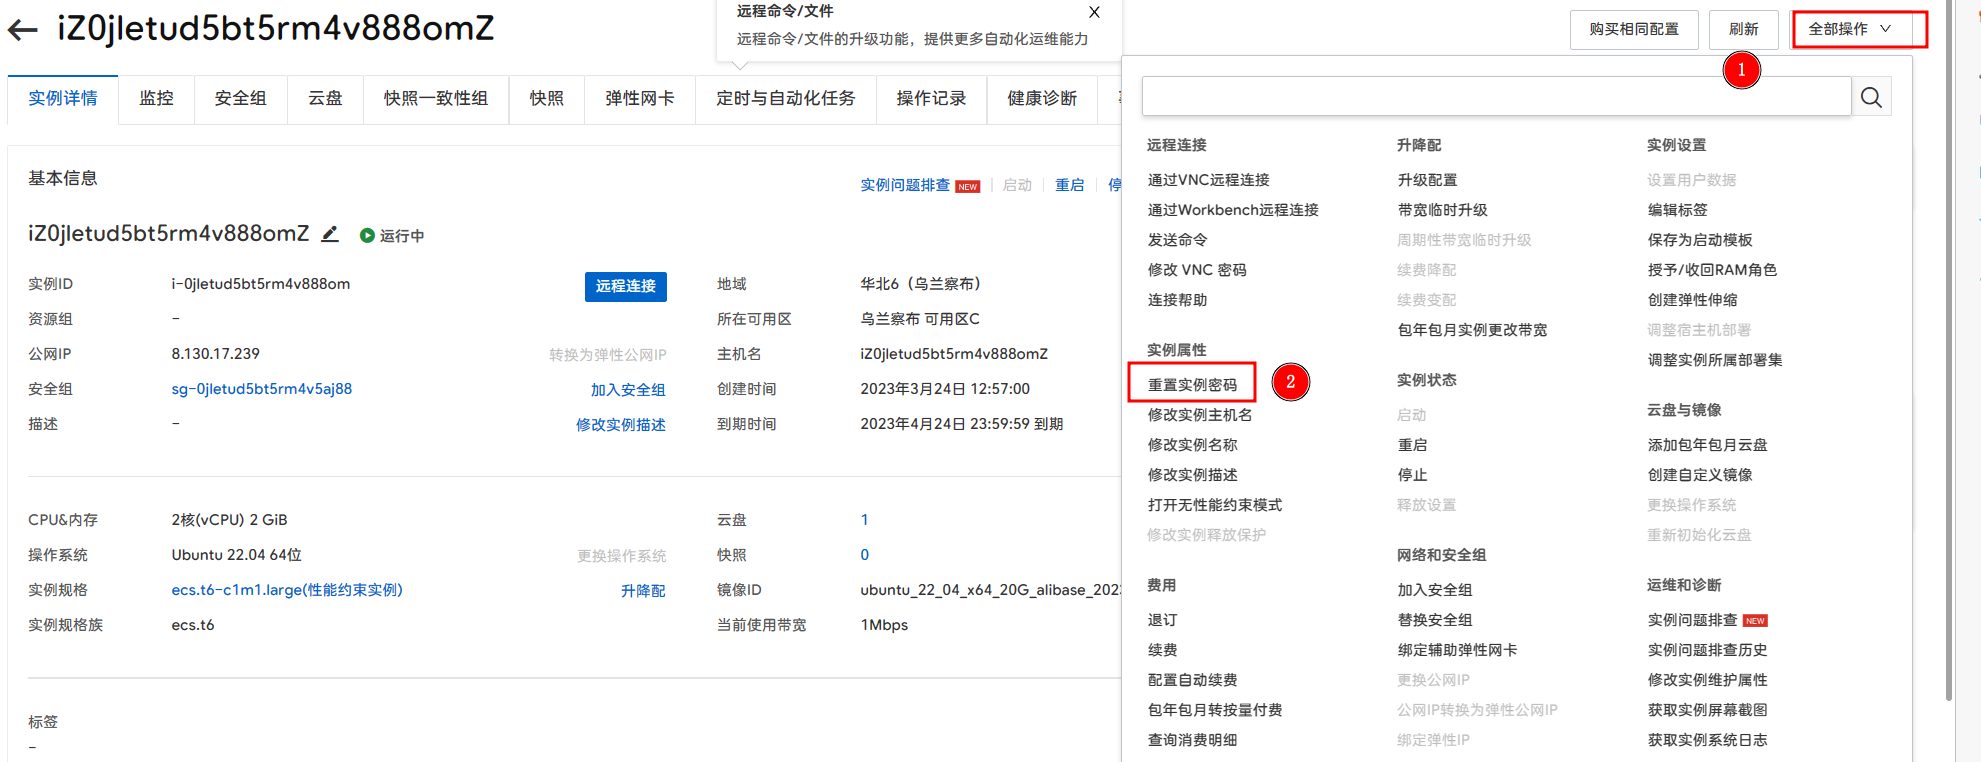 iZ0jletud5bt5rm4v888omZ
远程命令/文件
X
远程命令/文件的升级功能，提供更多自动化运维能力
购买相同配置
刷新
全部操作
1
实例详情
监控
安全组
云盘
快照一致性组
快照
弹性网卡
定时与自动化任务
操作记录
健康诊断
基本信息
实例问题排查 NEW
启动
重启
停
iZ0jletud5bt5rm4v888omZ
运行中
实例ID
i-0jletud5bt5rm4v888om
远程连接
地域
华北6（乌兰察布）
资源组
-
所在可用区
乌兰察布 可用区C
公网IP
8.130.17.239
转换为弹性公网IP
主机名
iZ0jletud5bt5rm4v888omZ
安全组
sg-0jletud5bt5rm4v5aj88
加入安全组
创建时间
2023年3月24日 12:57:00
描述
-
修改实例描述
到期时间
2023年4月24日 23:59:59 到期
CPU&内存
2核(vCPU) 2 GiB
云盘
1
操作系统
Ubuntu 22.04 64位
更换操作系统
快照
0
实例规格
ecs.t6-c1m1.large(性能约束实例)
升降配
镜像ID
ubuntu_22_04_x64_20G_alibase_202
实例规格族
ecs.t6
当前使用带宽
1Mbps
标签
-
远程连接
通过VNC远程连接
通过Workbench远程连接
发送命令
修改 VNC 密码
连接帮助
实例属性
重置实例密码
2
修改实例主机名
修改实例名称
修改实例描述
打开无性能约束模式
修改实例释放保护
费用
退订
续费
配置自动续费
包年包月转按量付费
查询消费明细
升降配
升级配置
带宽临时升级
周期性带宽临时升级
续费降配
续费变配
包年包月实例更改带宽
实例状态
启动
重启
停止
释放设置
网络和安全组
加入安全组
替换安全组
绑定辅助弹性网卡
更换公网IP
公网IP转换为弹性公网IP
绑定弹性IP
实例设置
设置用户数据
编辑标签
保存为启动模板
授予/收回RAM角色
创建弹性伸缩
调整宿主机部署
调整实例所属部署集
云盘与镜像
添加包年包月云盘
创建自定义镜像
更换操作系统
重新初始化云盘
运维和诊断
实例问题排查 NEW
实例问题排查历史
修改实例维护属性
获取实例屏幕截图
获取实例系统日志